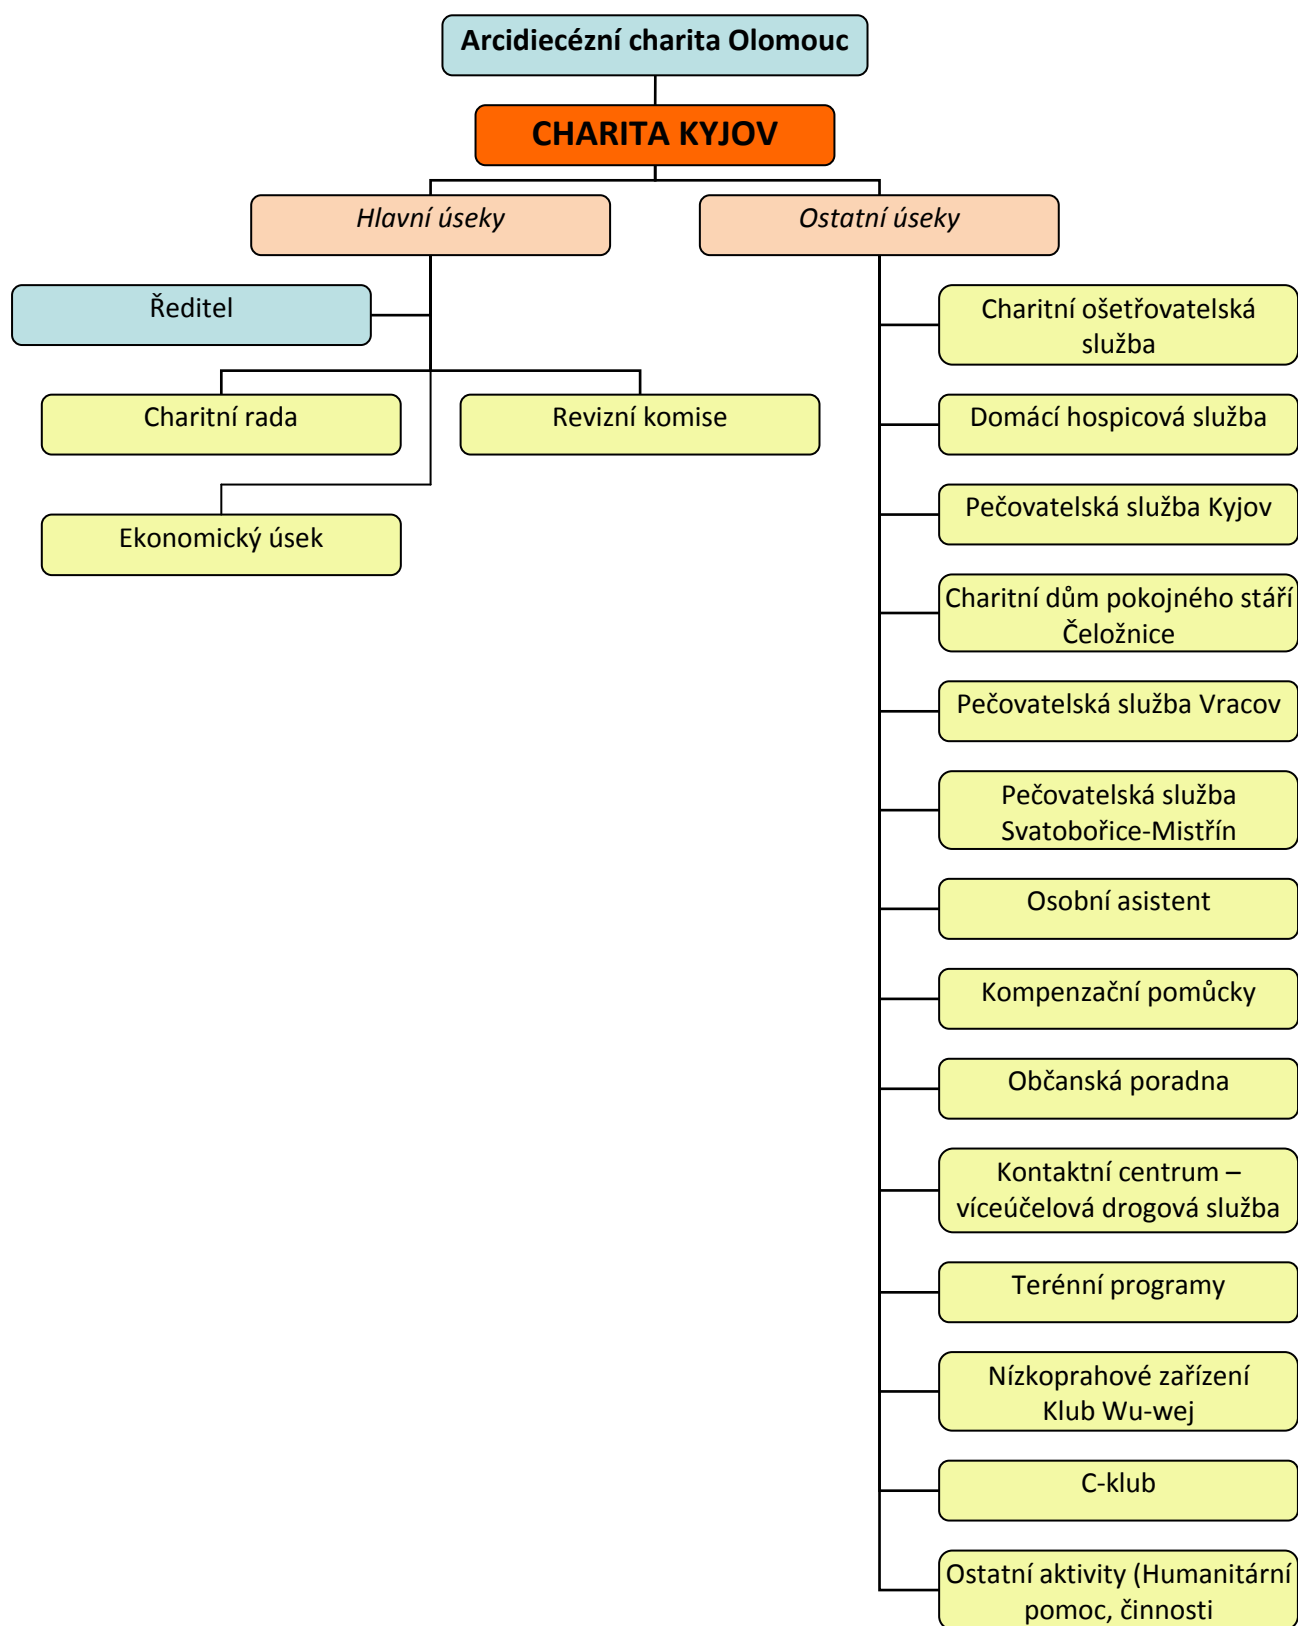 Arcidiecézní charita Olomouc
CHARITA KYJOV
Hlavní úseky
Ostatní úseky
Ředitel
Charitní rada
Revizní komise
Ekonomický úsek
Charitní ošetřovatelská
služba
Domácí hospicová služba
Pečovatelská služba Kyjov
Charitní dům pokojného stáří
Čeložnice
Pečovatelská služba Vracov
Pečovatelská služba
Svatobořice-Mistřín
Osobní asistent
Kompenzační pomůcky
Občanská poradna
Kontaktní centrum –
víceúčelová drogová služba
Terénní programy
Nízkoprahové zařízení
Klub Wu-wej
C-klub
Ostatní aktivity (Humanitární
pomoc, činnosti